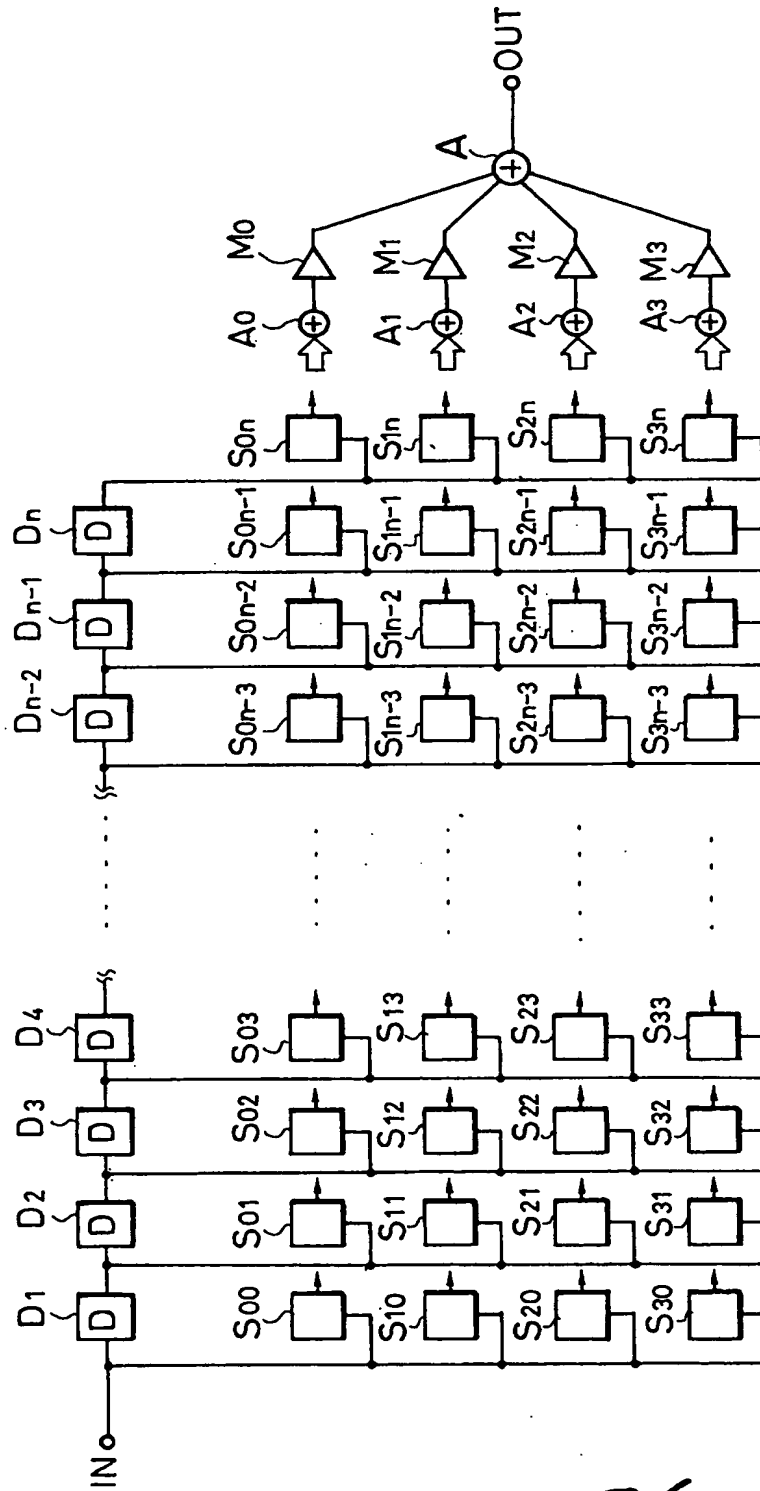 IN
OUT
D1 D2 D3 D4 Dn-2 Dn-1 Dn
D D D D D D D
S00 S01 S02 S03 S0n-3 S0n-2 S0n-1 S0n A0 M0
S10 S11 S12 S13 S1n-3 S1n-2 S1n-1 S1n A1 M1
A
S20 S21 S22 S23 S2n-3 S2n-2 S2n-1 S2n A2 M2
S30 S31 S32 S33 S3n-3 S3n-2 S3n-1 S3n A3 M3